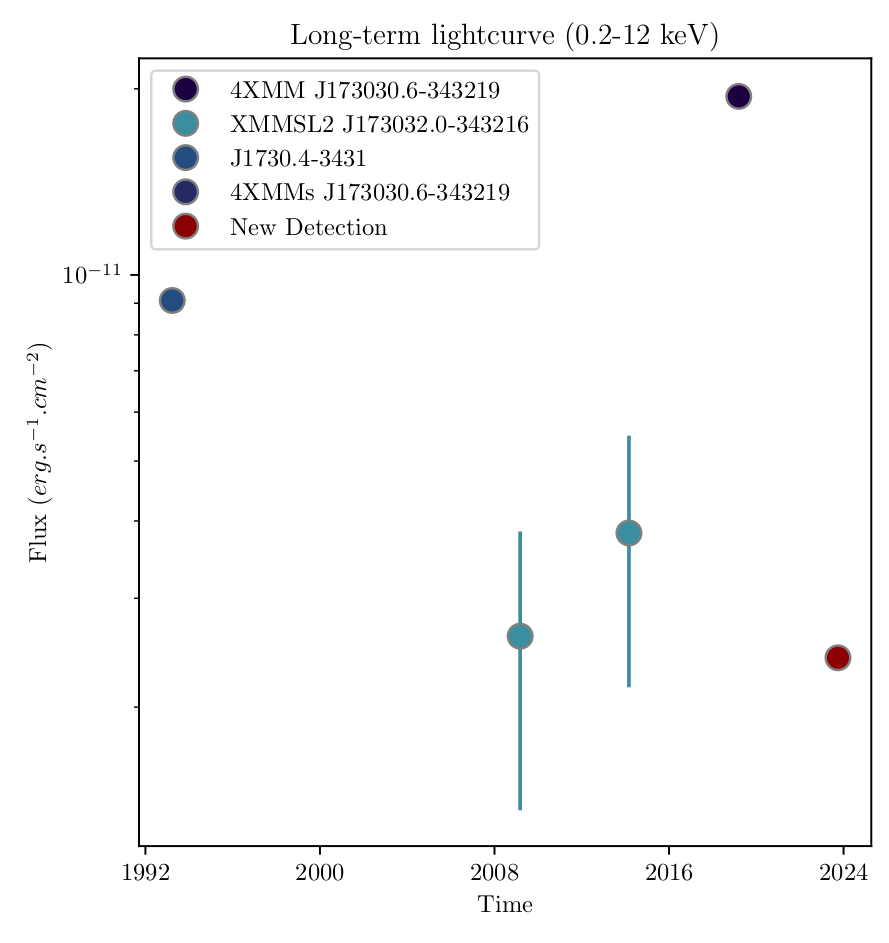 Long-term lightcurve (0.2-12 keV)
4XMM J173030.6-343219
XMMSL2 J173032.0-343216
J1730.4-3431
4XMMs J173030.6-343219
New Detection
10⁻¹¹
Flux (erg.s⁻¹.cm⁻²)
1992 2000 2008 2016 2024
Time